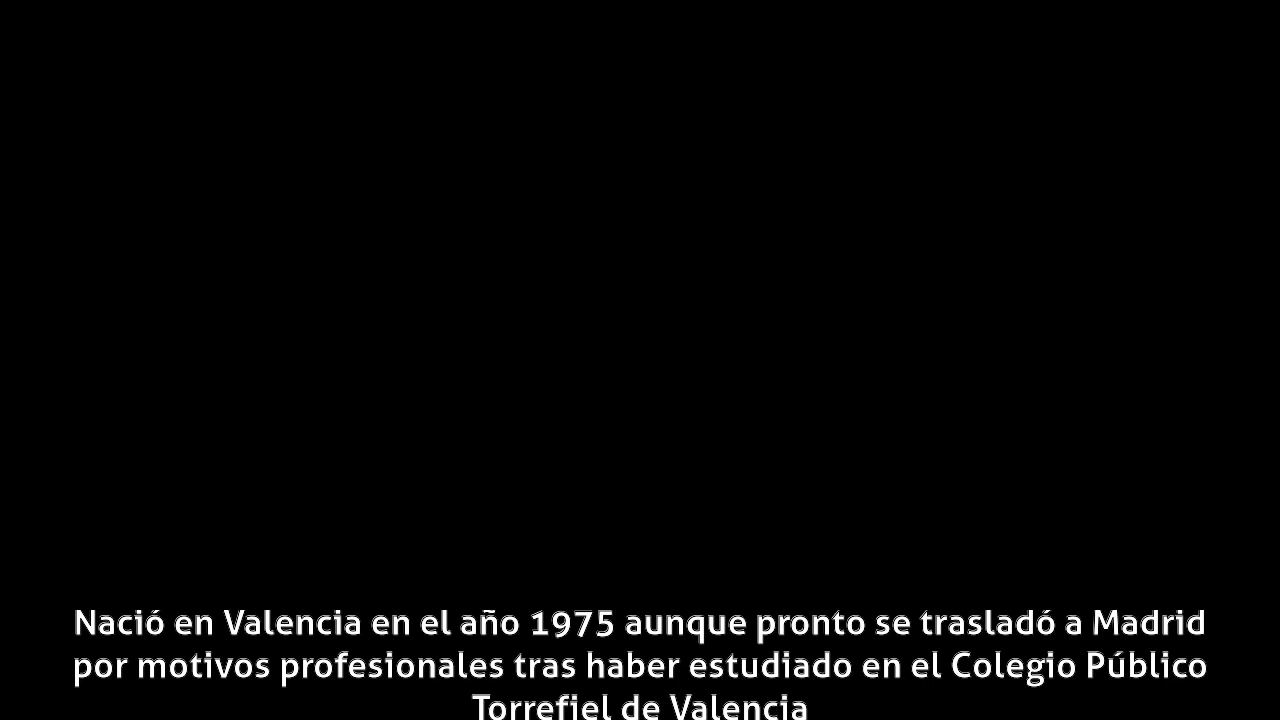 Nació en Valencia en el año 1975 aunque pronto se trasladó a Madrid
por motivos profesionales tras haber estudiado en el Colegio Público
Torrefiel de Valencia